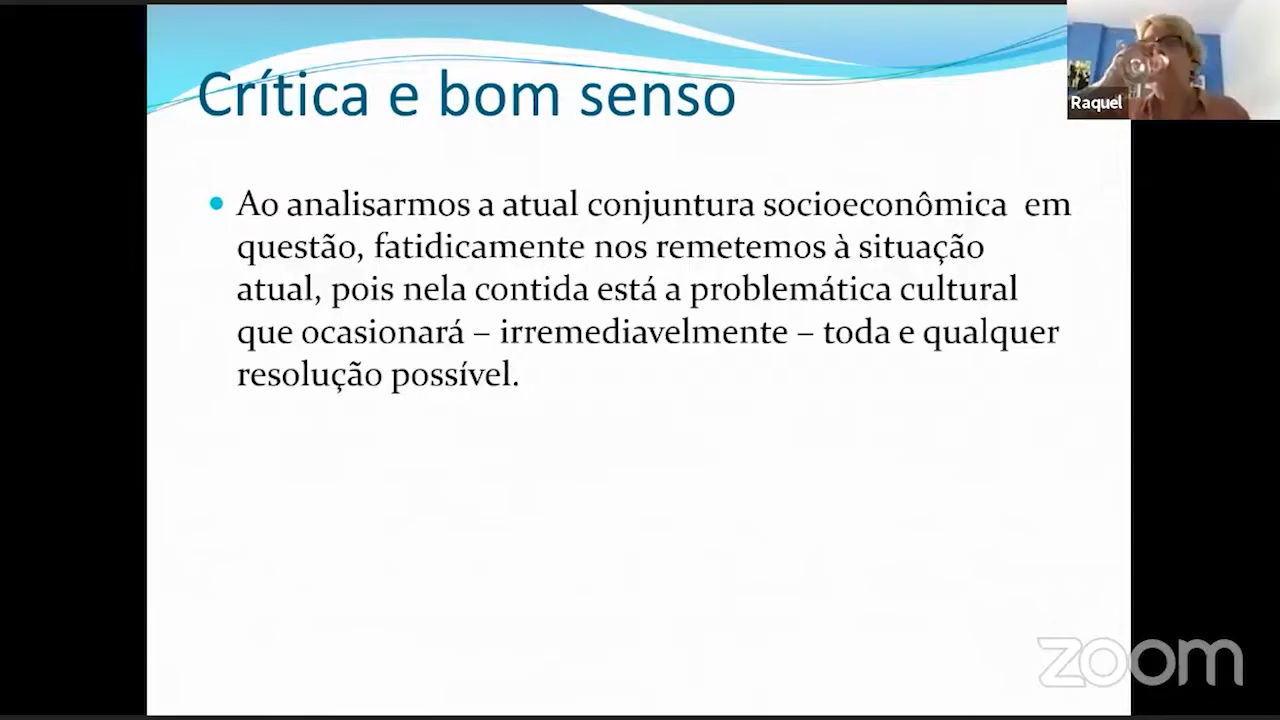 Crítica e bom senso
Raquel
• Ao analisarmos a atual conjuntura socioeconômica em
questão, fatidicamente nos remetemos à situação
atual, pois nela contida está a problemática cultural
que ocasionará – irremediavelmente – toda e qualquer
resolução possível.
zoom